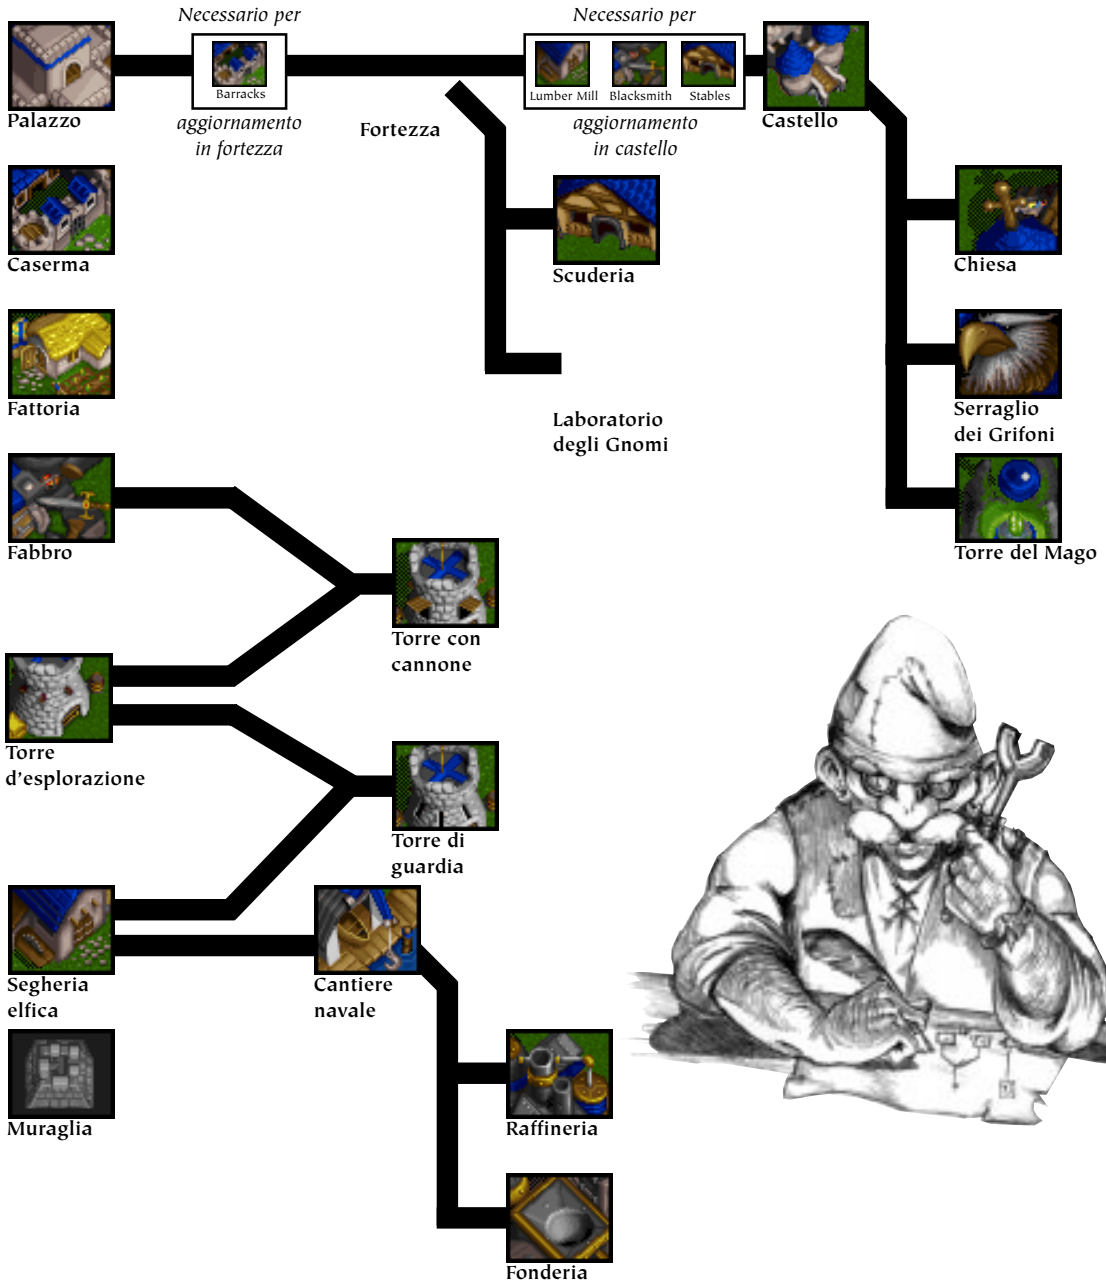 Necessario per
Necessario per
Barracks
Lumber Mill
Blacksmith
Stables
Palazzo
aggiornamento
in fortezza
Fortezza
aggiornamento
in castello
Castello
Caserma
Scuderia
Chiesa
Fattoria
Laboratorio
degli Gnomi
Serraglio
dei Grifoni
Fabbro
Torre del Mago
Torre con
cannone
Torre
d'esplorazione
Torre di
guardia
Segheria
elfica
Cantiere
navale
Muraglia
Raffineria
Fonderia